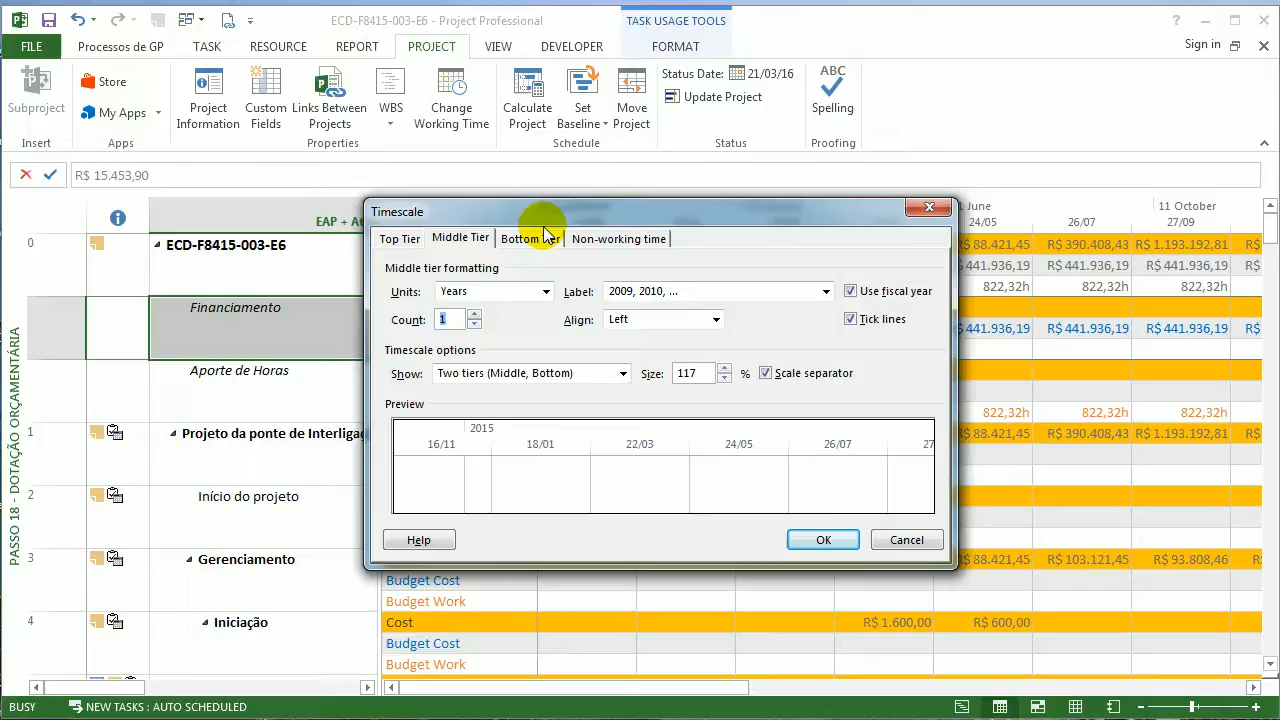 ECD-F8415-003-E6 - Project Professional
TASK USAGE TOOLS
FILE
Processos de GP
TASK
RESOURCE
REPORT
PROJECT
VIEW
DEVELOPER
FORMAT
Sign in
Subproject
Store
My Apps
Project Information
Custom Fields
Links Between Projects
WBS
Change Working Time
Calculate Project
Set Baseline
Move Project
Status Date: 21/03/16
Update Project
ABC
Spelling
Insert
Apps
Properties
Schedule
Status
Proofing
R$ 15.453,90
Timescale
Top Tier
Middle Tier
Bottom
Non-working time
Middle tier formatting
Units: Years
Label: 2009, 2010, ...
Use fiscal year
Count: 1
Align: Left
Tick lines
Timescale options
Show: Two tiers (Middle, Bottom)
Size: 117 %
Scale separator
Preview
2015
16/11 18/01 22/03 24/05 26/07 27
Help
OK
Cancel
June
11 October
24/05 26/07 27/09
0
ECD-F8415-003-E6
88.421,45 R$ 390.408,43 R$ 1.193.192,81
441.936,19 R$ 441.936,19 R$ 441.936,19
822,32h 822,32h 822,32h
Financiamento
441.936,19 R$ 441.936,19 R$ 441.936,19
Aporte de Horas
822,32h 822,32h 822,32h
1
Projeto da ponte de Interligaç
88.421,45 R$ 390.408,43 R$ 1.193.192,81
2
Início do projeto
3
Gerenciamento
88.421,45 R$ 103.121,45 R$ 93.808,46
Budget Cost
Budget Work
4
Iniciação
Cost R$ 1.600,00 R$ 600,00
Budget Cost
Budget Work
PASSO 18 - DOTAÇÃO ORÇAMENTÁRIA
BUSY
NEW TASKS : AUTO SCHEDULED